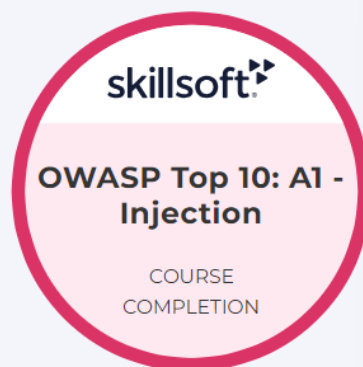 skillsoft®
OWASP Top 10: A1 -
Injection
COURSE
COMPLETION